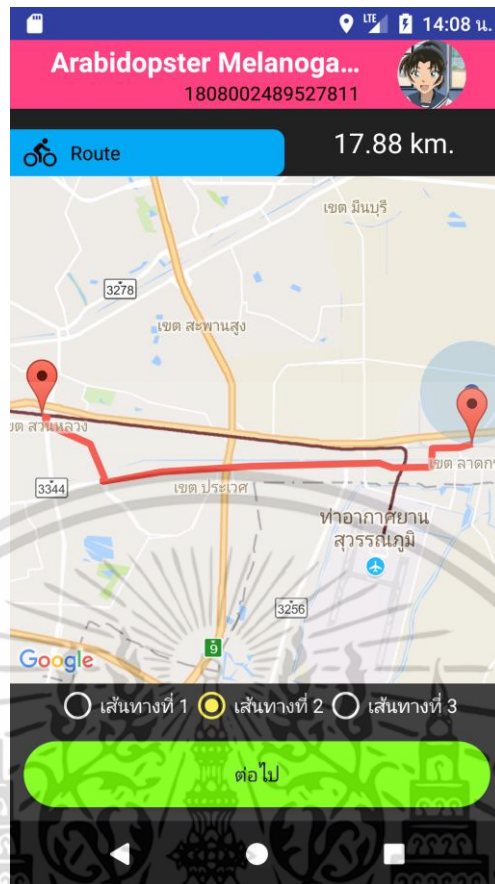 LTE 14:08 น.
Arabidopster Melanoga...
1808002489527811
Route 17.88 km.
เขต มีนบุรี
3278
เขต สะพานสูง
ขต สวนหลวง
เขต ลาดกร
3344
เขต ประเวศ
ท่าอากาศยาน
สุวรรณภูมิ
3256
9
Google
เส้นทางที่ 1 เส้นทางที่ 2 เส้นทางที่ 3
ต่อไป